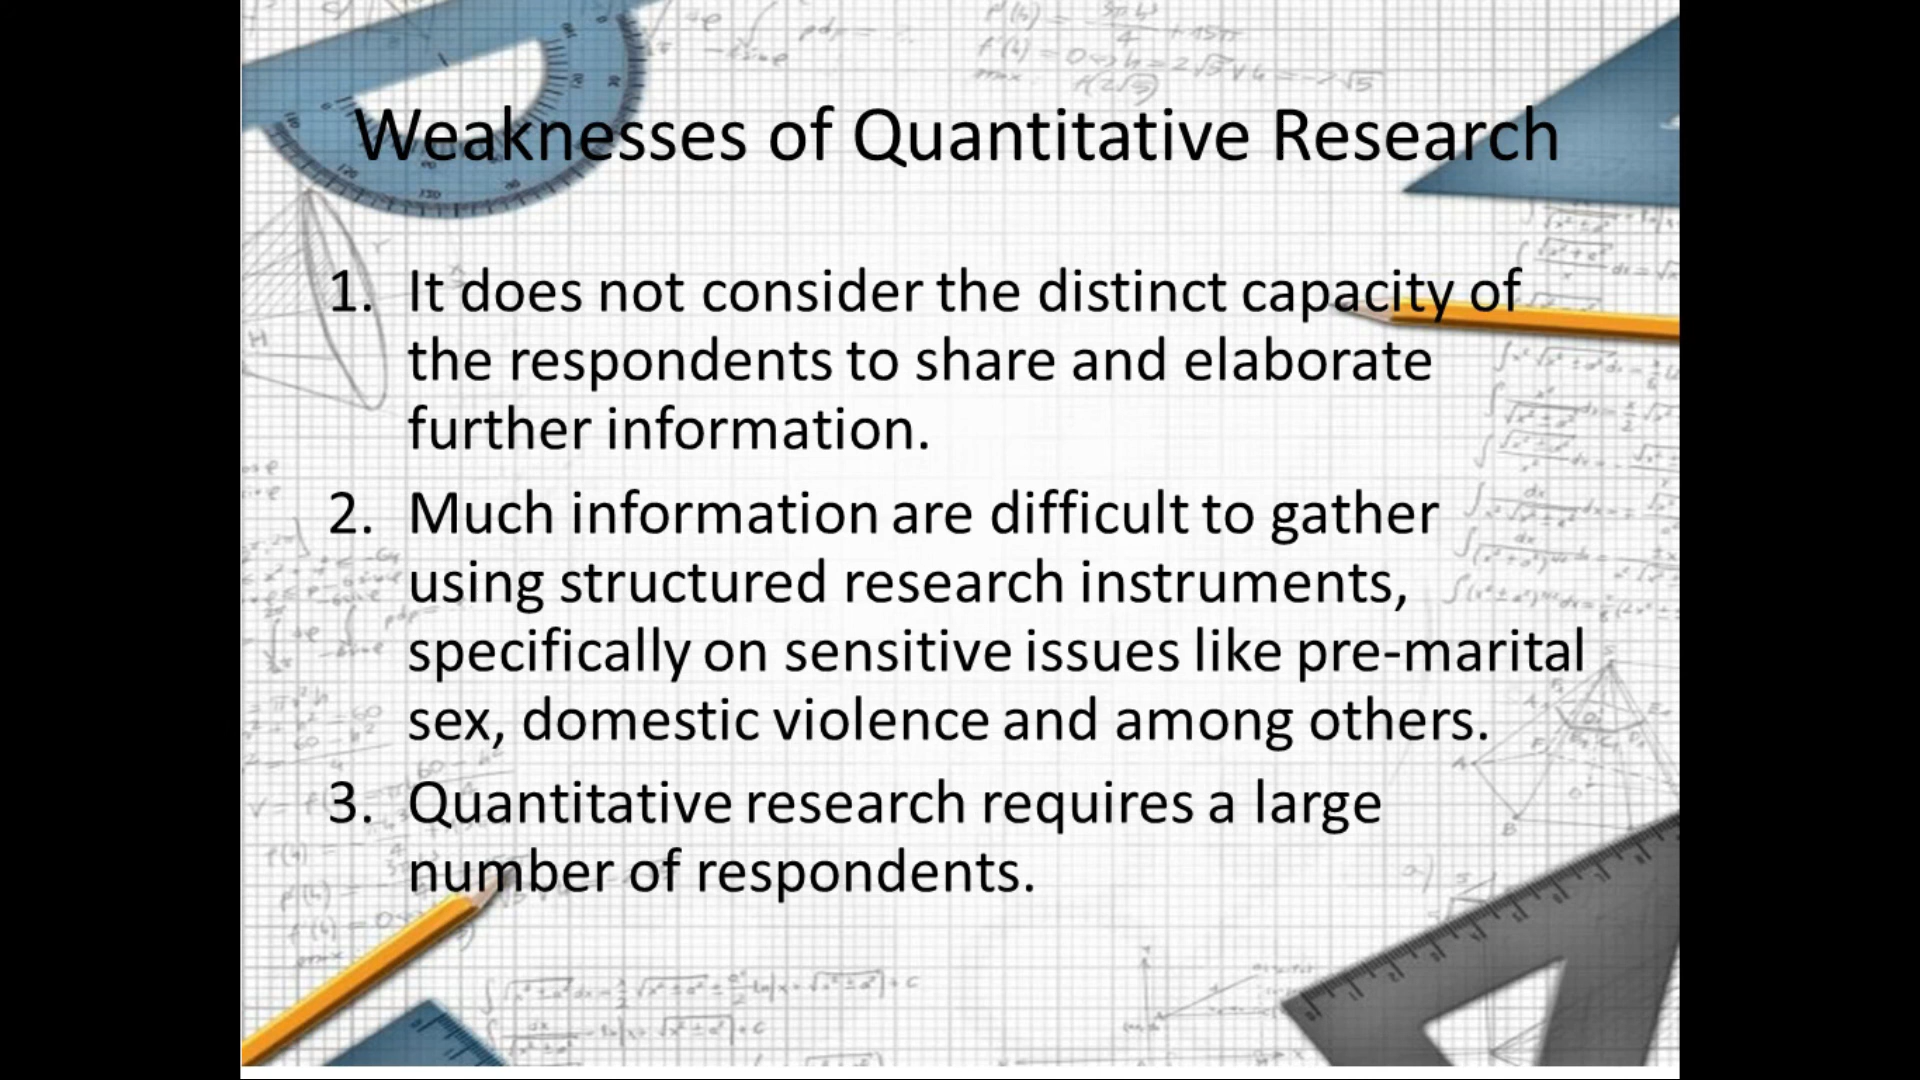 Weaknesses of Quantitative Research
1. It does not consider the distinct capacity of
the respondents to share and elaborate
further information.
2. Much information are difficult to gather
using structured research instruments,
specifically on sensitive issues like pre-marital
sex, domestic violence and among others.
3. Quantitative research requires a large
number of respondents.